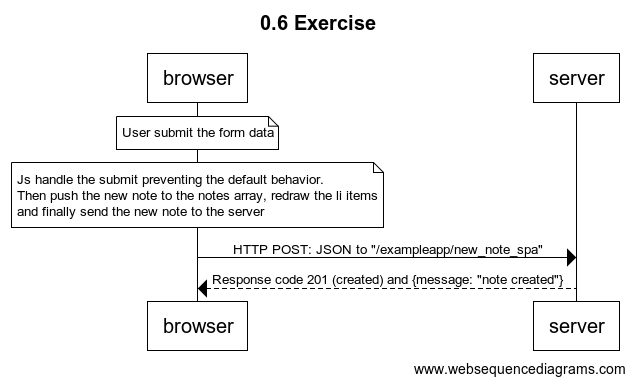 0.6 Exercise
browser
server
User submit the form data
Js handle the submit preventing the default behavior.
Then push the new note to the notes array, redraw the li items
and finally send the new note to the server
HTTP POST: JSON to "/exampleapp/new_note_spa"
Response code 201 (created) and {message: "note created"}
browser
server
www.websequencediagrams.com